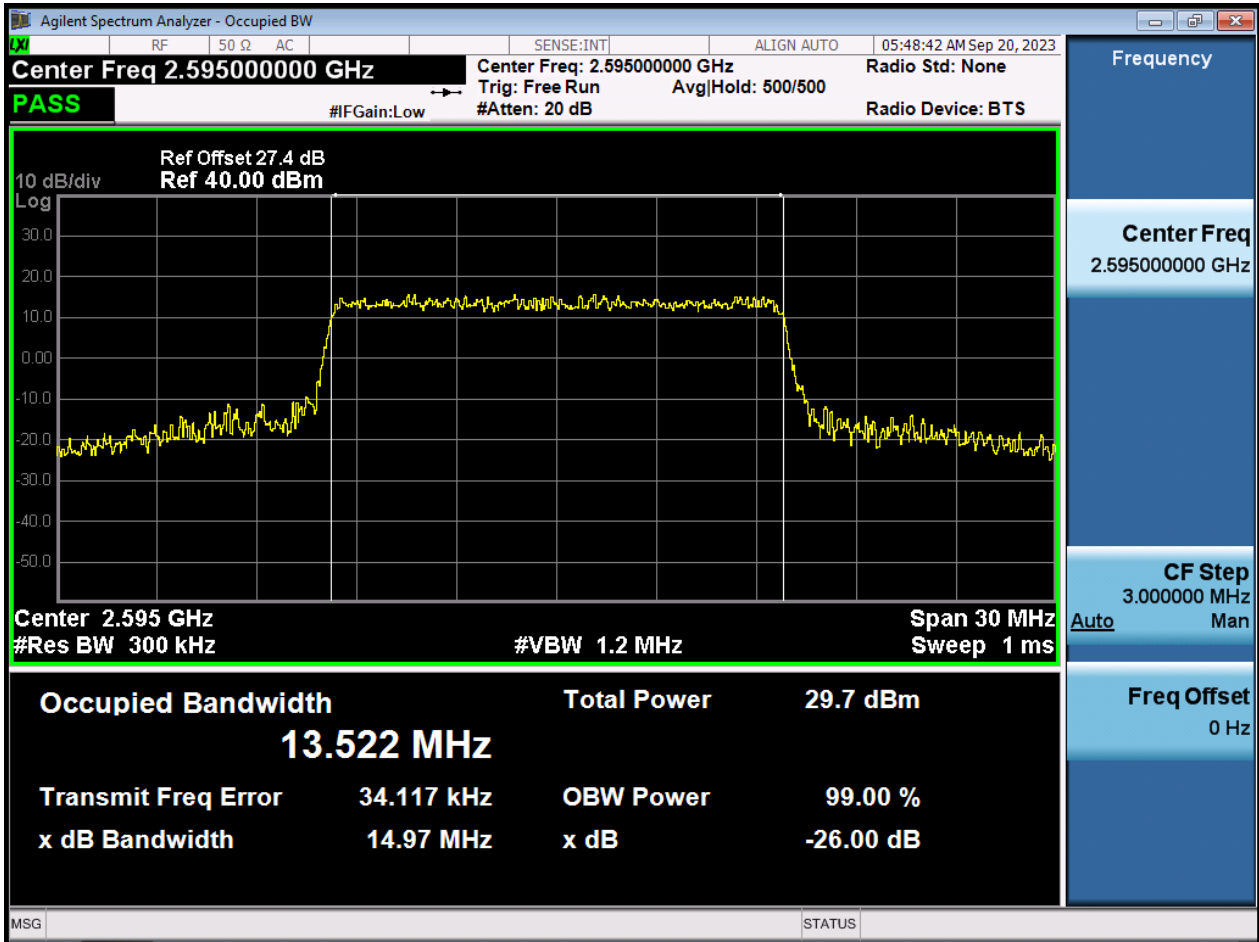 Agilent Spectrum Analyzer - Occupied BW
LXI RF 50 Ω AC SENSE:INT ALIGN AUTO 05:48:42 AM Sep 20, 2023
Center Freq 2.595000000 GHz
PASS
#IFGain:Low
Center Freq: 2.595000000 GHz
Trig: Free Run Avg|Hold: 500/500
#Atten: 20 dB
Radio Std: None
Radio Device: BTS
Ref Offset 27.4 dB
10 dB/div Ref 40.00 dBm
Log
30.0
20.0
10.0
0.00
-10.0
-20.0
-30.0
-40.0
-50.0
Center 2.595 GHz Span 30 MHz
#Res BW 300 kHz #VBW 1.2 MHz Sweep 1 ms
Occupied Bandwidth Total Power 29.7 dBm
13.522 MHz
Transmit Freq Error 34.117 kHz OBW Power 99.00 %
x dB Bandwidth 14.97 MHz x dB -26.00 dB
MSG STATUS
Frequency
Center Freq
2.595000000 GHz
CF Step
3.000000 MHz
Auto Man
Freq Offset
0 Hz